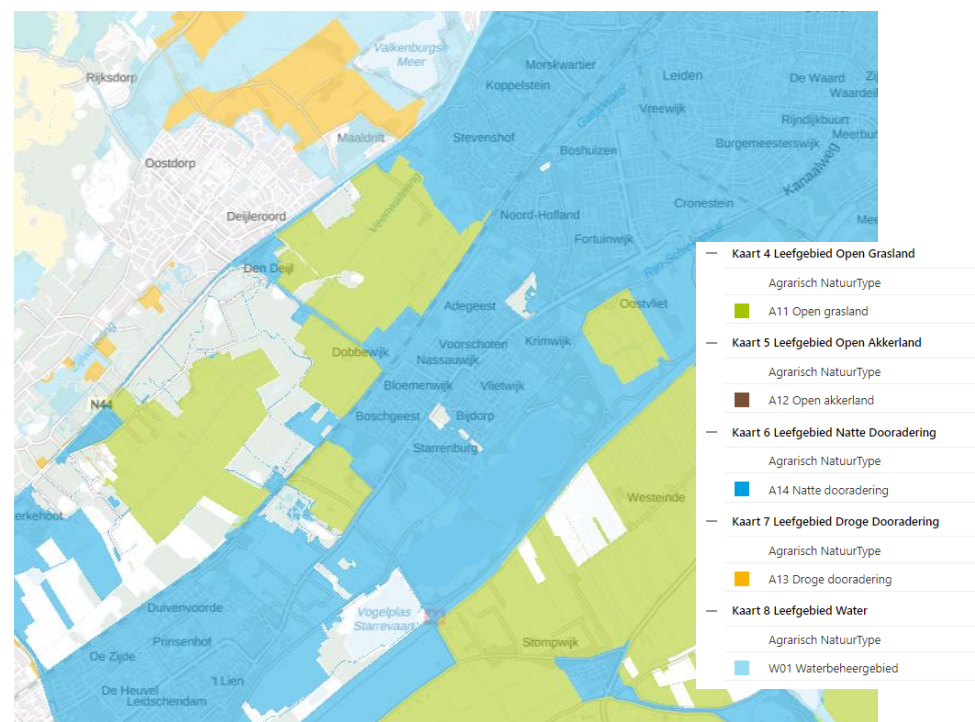 Valkenburgse
Meer
Rijksdorp
Morskwartier
Koppelstein
Leiden
De Waard
Vreewijk
Galgewater
Rijndijkbuurt
Maaldrift
Stevenshof
Boshuizen
Burgemeesterswijk
Kanaalweg
Oostdorp
Veenwatering
Cronestein
Deijleroord
Noord-Hofland
Fortuinwijk
Rijn-Schiekanaal
Den Deijl
Adegeest
Oostvliet
Dobbewijk
Voorschoten
Krimwijk
Nassauwijk
Bloemenwijk
Vlietwijk
N44
Boschgeest
Bijdorp
Starrenburg
Westeinde
erkehoot
Duivenvoorde
Vogelplas
Starrevaart
Prinsenhof
Stompwijk
De Zijde
't Lien
De Heuvel
Leidschendam
Kaart 4 Leefgebied Open Grasland
Agrarisch NatuurType
A11 Open grasland
Kaart 5 Leefgebied Open Akkerland
Agrarisch NatuurType
A12 Open akkerland
Kaart 6 Leefgebied Natte Dooradering
Agrarisch NatuurType
A14 Natte dooradering
Kaart 7 Leefgebied Droge Dooradering
Agrarisch NatuurType
A13 Droge dooradering
Kaart 8 Leefgebied Water
Agrarisch NatuurType
W01 Waterbeheergebied